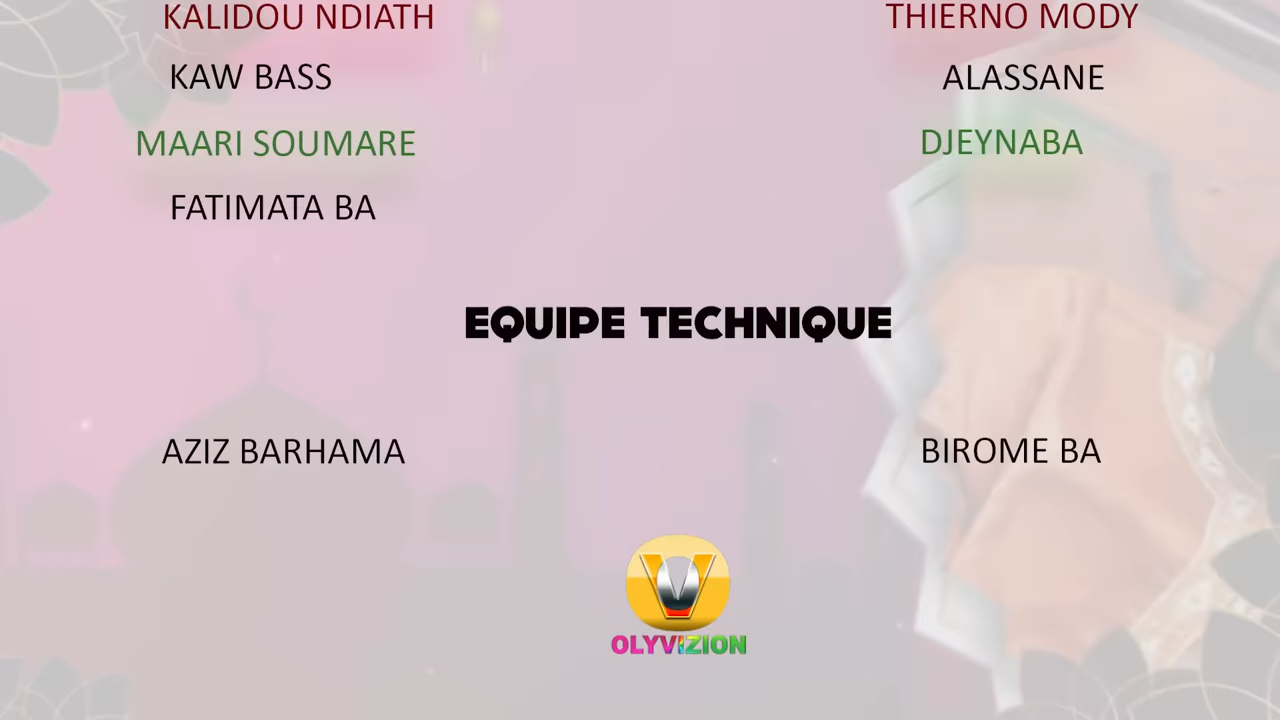 KALIDOU NDIATH THIERNO MODY
KAW BASS ALASSANE
MAARI SOUMARE DJEYNABA
FATIMATA BA
EQUIPE TECHNIQUE
AZIZ BARHAMA BIROME BA
V
OLYVIZION